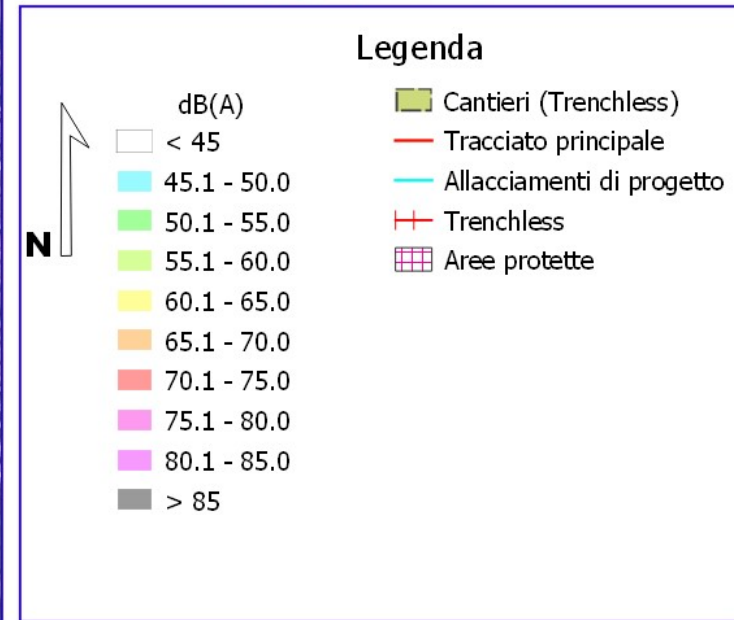 Legenda
N
dB(A)
< 45
45.1 - 50.0
50.1 - 55.0
55.1 - 60.0
60.1 - 65.0
65.1 - 70.0
70.1 - 75.0
75.1 - 80.0
80.1 - 85.0
> 85
Cantieri (Trenchless)
Tracciato principale
Allacciamenti di progetto
Trenchless
Aree protette